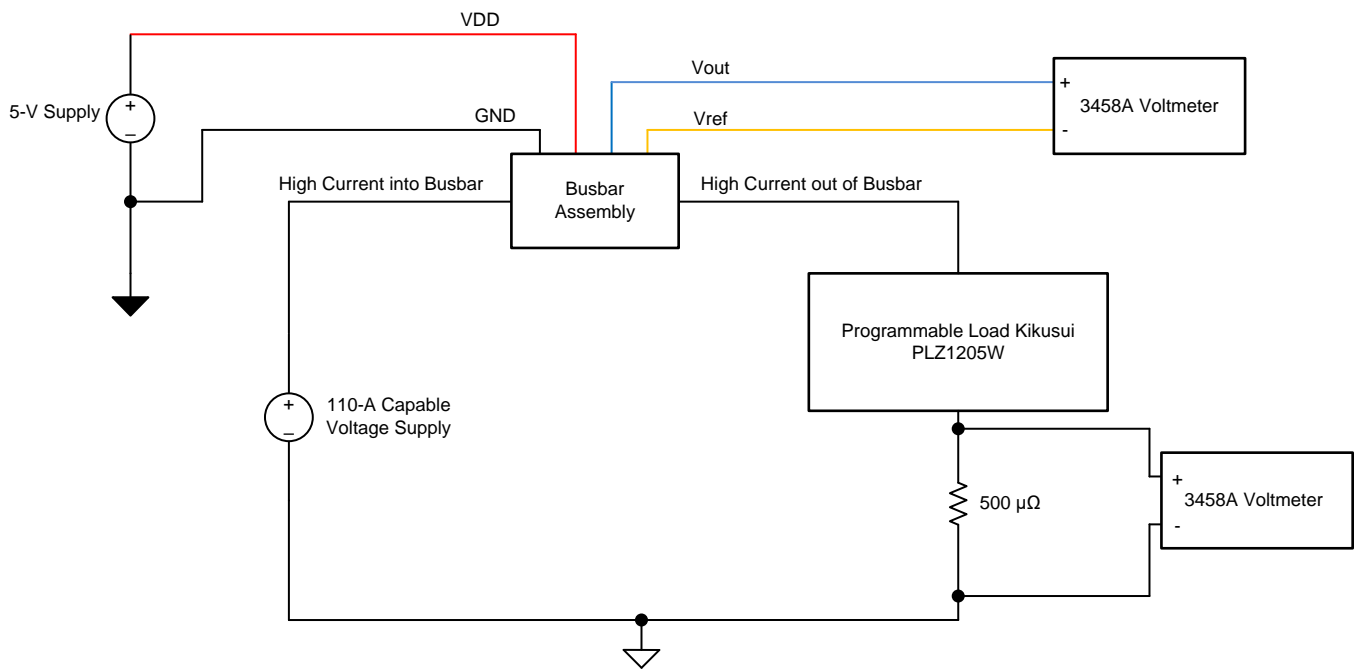 VDD
Vout
+
3458A Voltmeter
5-V Supply
+
–
GND
Vref
-
High Current into Busbar
Busbar
Assembly
High Current out of Busbar
Programmable Load Kikusui
PLZ1205W
+
–
110-A Capable
Voltage Supply
500 µΩ
+
3458A Voltmeter
-